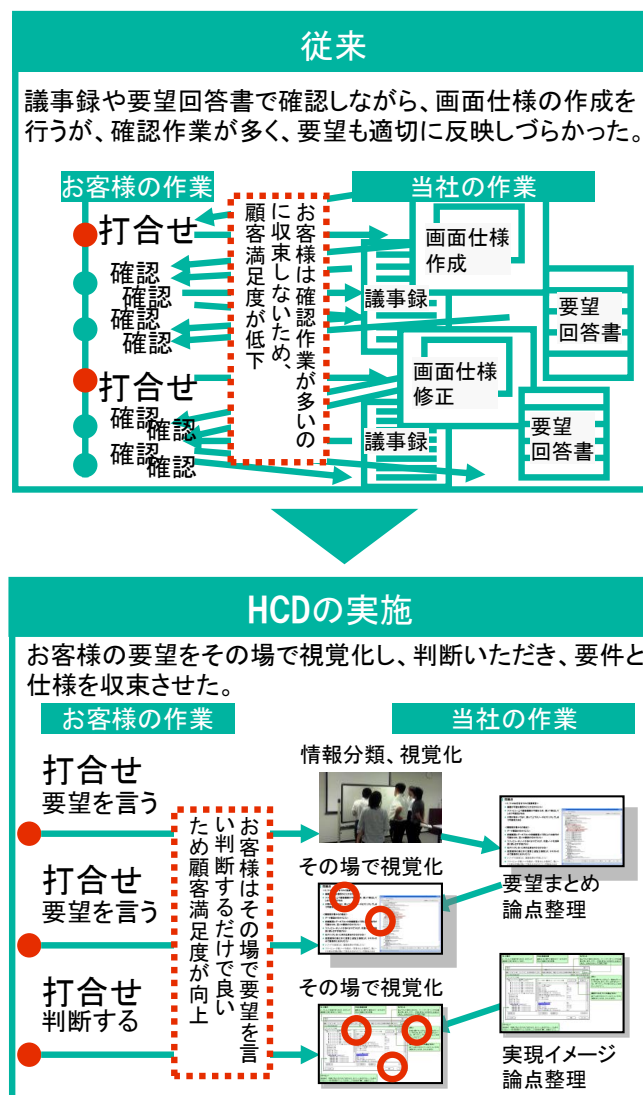 従来
議事録や要望回答書で確認しながら、画面仕様の作成を
行うが、確認作業が多く、要望も適切に反映しづらかった。
お客様の作業
当社の作業
打合せ
確認
確認
確認
確認
打合せ
確認
確認
確認
確認
お客様は確認作業が多いの
に収束しないため、
顧客満足度が低下
画面仕様
作成
議事録
要望
回答書
画面仕様
修正
議事録
要望
回答書
HCDの実施
お客様の要望をその場で視覚化し、判断いただき、要件と
仕様を収束させた。
お客様の作業
当社の作業
打合せ
要望を言う
打合せ
要望を言う
打合せ
判断する
お客様はその場で要望を言
い判断するだけで良い
ため顧客満足度が向上
情報分類、視覚化
その場で視覚化
要望まとめ
論点整理
その場で視覚化
実現イメージ
論点整理